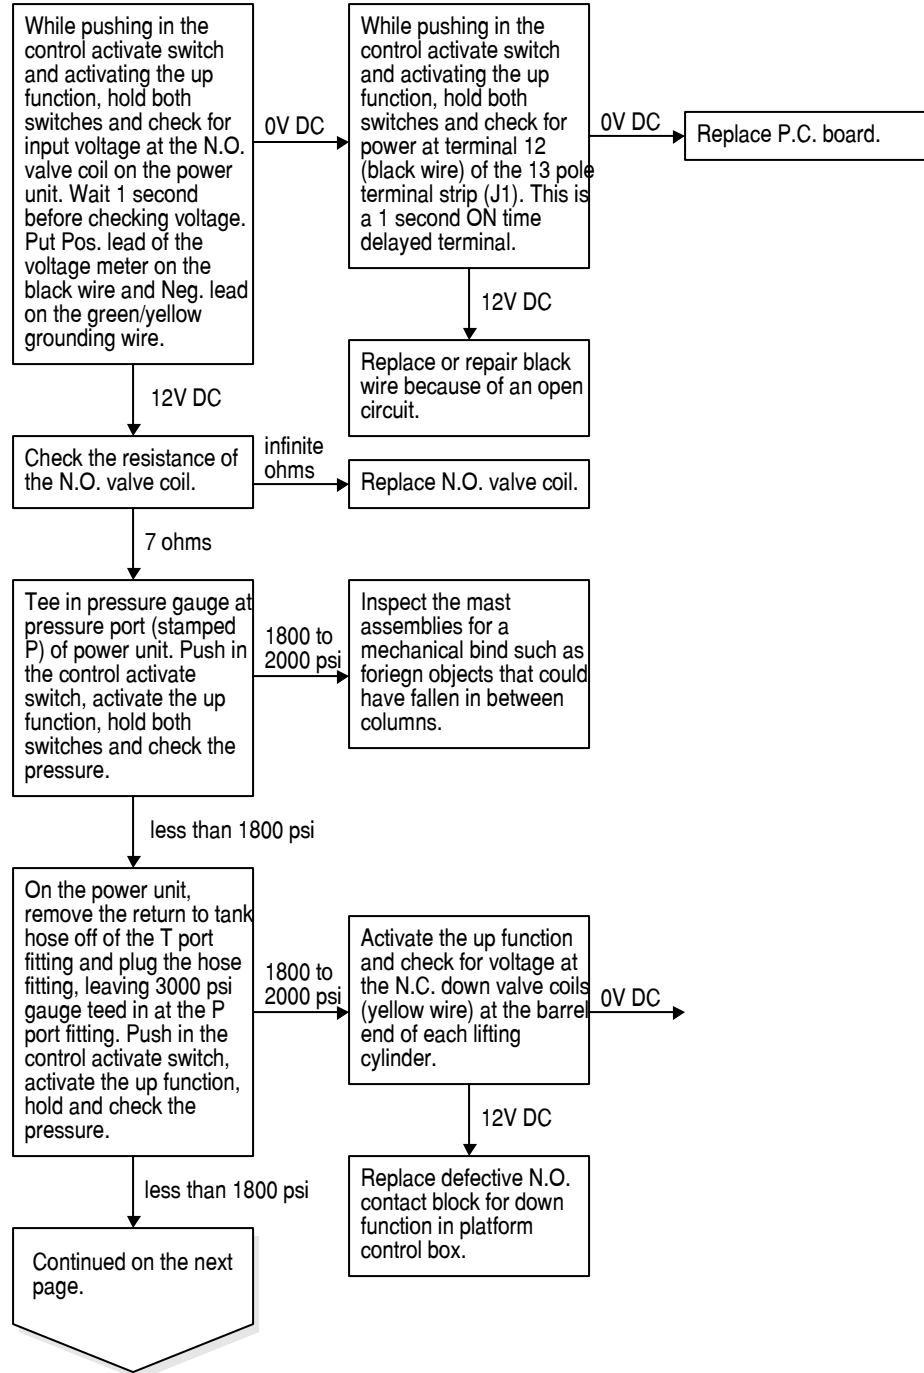 While pushing in the
control activate switch
and activating the up
function, hold both
switches and check for
input voltage at the N.O.
valve coil on the power
unit. Wait 1 second
before checking voltage.
Put Pos. lead of the
voltage meter on the
black wire and Neg. lead
on the green/yellow
grounding wire.
0V DC
While pushing in the
control activate switch
and activating the up
function, hold both
switches and check for
power at terminal 12
(black wire) of the 13 pole
terminal strip (J1). This is
a 1 second ON time
delayed terminal.
0V DC
Replace P.C. board.
12V DC
Replace or repair black
wire because of an open
circuit.
12V DC
Check the resistance of
the N.O. valve coil.
infinite
ohms
Replace N.O. valve coil.
7 ohms
Tee in pressure gauge at
pressure port (stamped
P) of power unit. Push in
the control activate
switch, activate the up
function, hold both
switches and check the
pressure.
1800 to
2000 psi
Inspect the mast
assemblies for a
mechanical bind such as
foriegn objects that could
have fallen in between
columns.
less than 1800 psi
On the power unit,
remove the return to tank
hose off of the T port
fitting and plug the hose
fitting, leaving 3000 psi
gauge teed in at the P
port fitting. Push in the
control activate switch,
activate the up function,
hold and check the
pressure.
1800 to
2000 psi
Activate the up function
and check for voltage at
the N.C. down valve coils
(yellow wire) at the barrel
end of each lifting
cylinder.
0V DC
12V DC
Replace defective N.O.
contact block for down
function in platform
control box.
less than 1800 psi
Continued on the next
page.